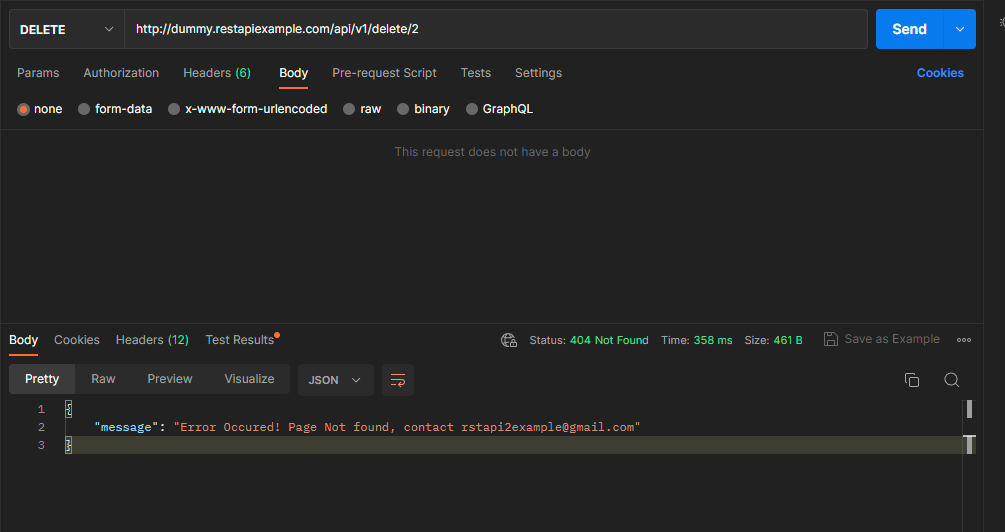 DELETE http://dummy.restapiexample.com/api/v1/delete/2 Send
Params Authorization Headers (6) Body Pre-request Script Tests Settings Cookies
none form-data x-www-form-urlencoded raw binary GraphQL
This request does not have a body
Body Cookies Headers (12) Test Results Status: 404 Not Found Time: 358 ms Size: 461 B Save as Example
Pretty Raw Preview Visualize JSON
1 {
2 "message": "Error Occured! Page Not found, contact rstapi2example@gmail.com"
3 }